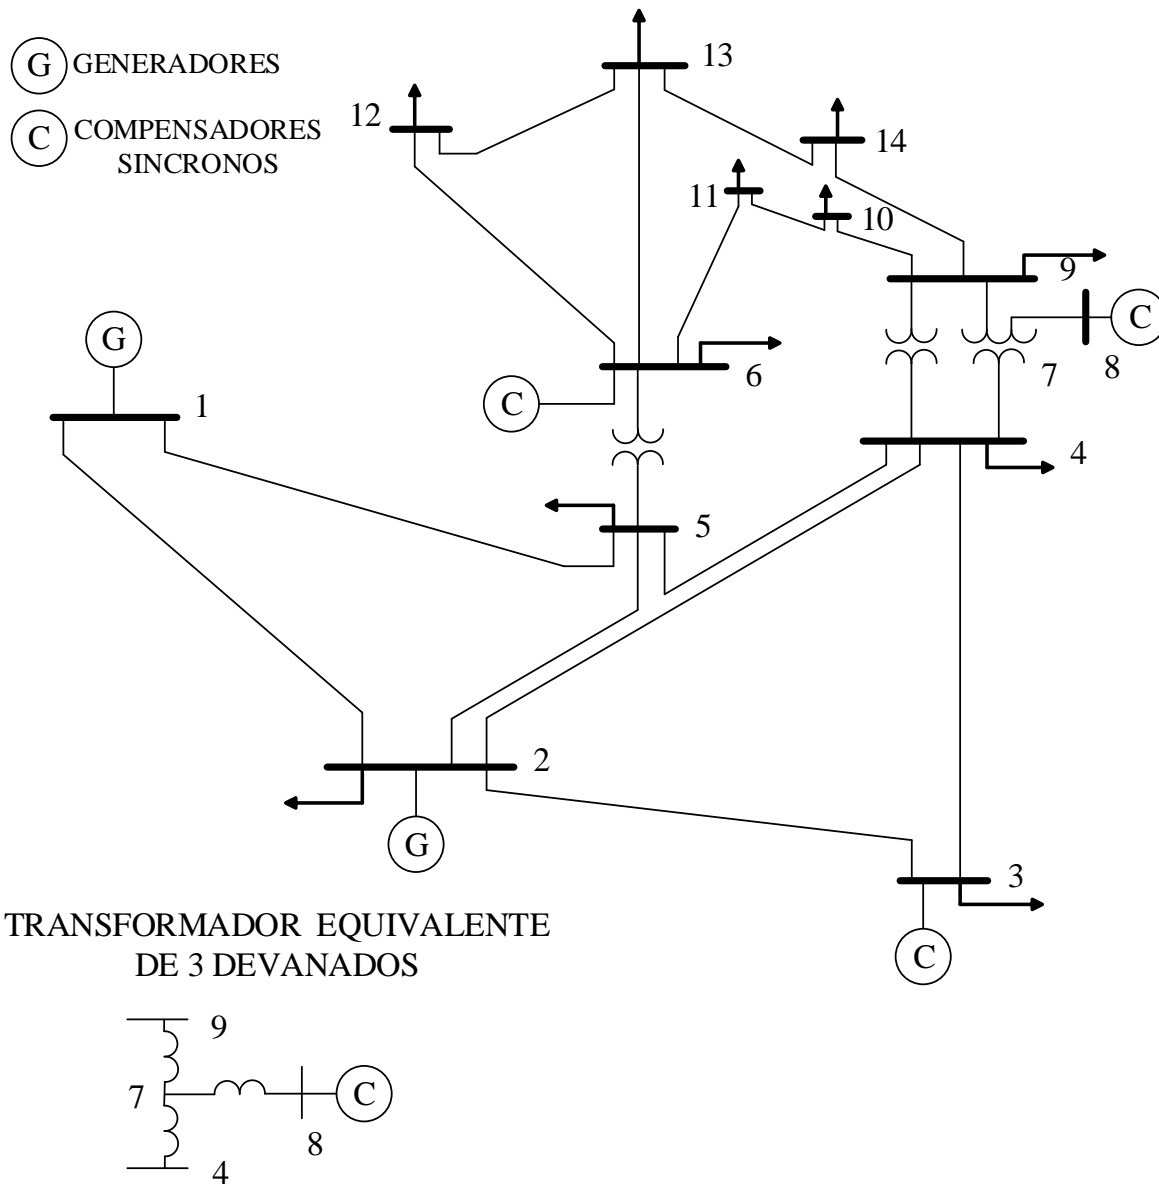 G GENERADORES
C COMPENSADORES
SINCRONOS
13
12
14
11
10
9
G
C
8
7
6
1
C
4
5
2
G
3
C
TRANSFORMADOR EQUIVALENTE
DE 3 DEVANADOS
9
7
C
8
4